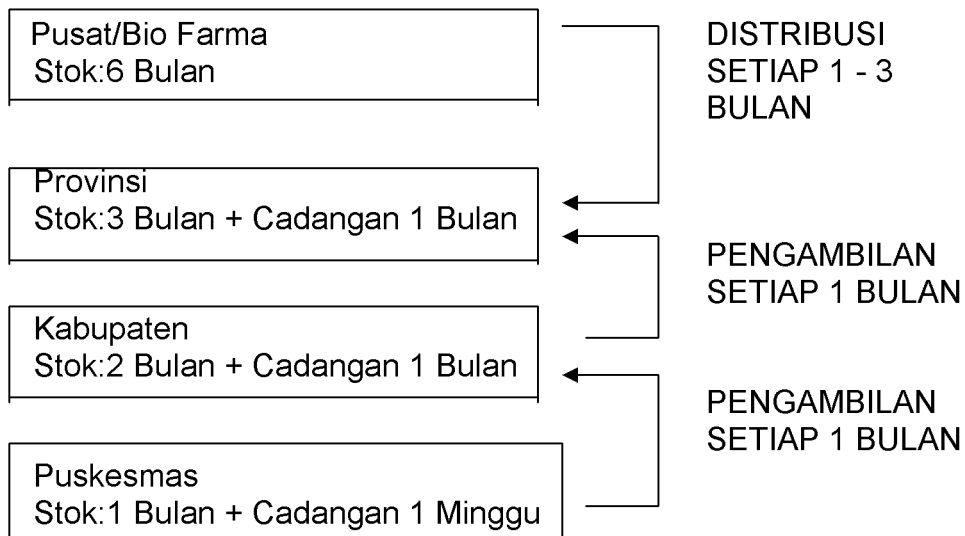 Pusat/Bio Farma
Stok:6 Bulan
DISTRIBUSI
SETIAP 1 - 3
BULAN
Provinsi
Stok:3 Bulan + Cadangan 1 Bulan
PENGAMBILAN
SETIAP 1 BULAN
Kabupaten
Stok:2 Bulan + Cadangan 1 Bulan
PENGAMBILAN
SETIAP 1 BULAN
Puskesmas
Stok:1 Bulan + Cadangan 1 Minggu